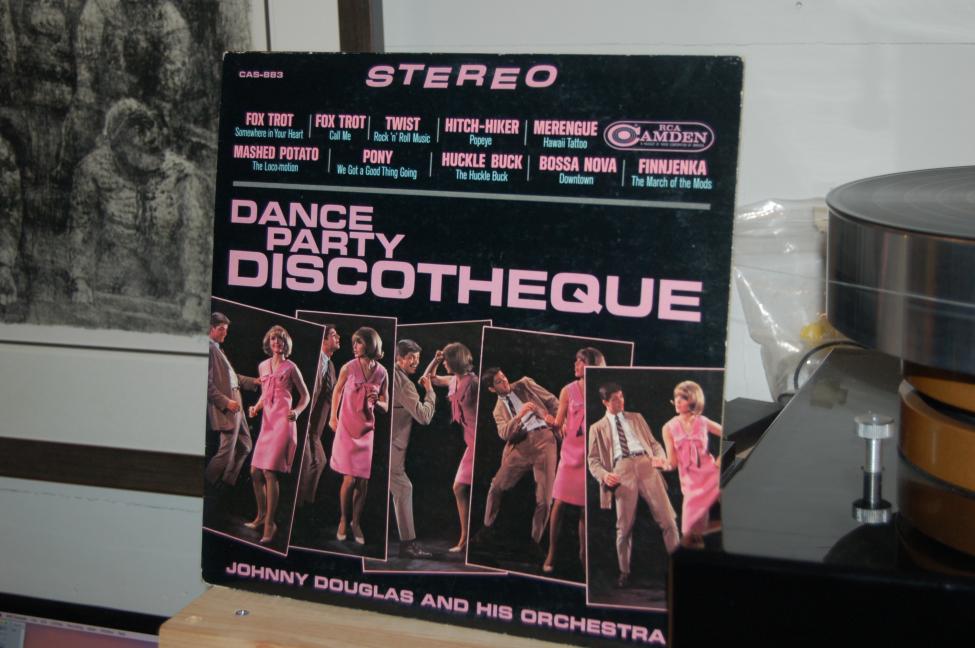 CAS-883
STEREO
FOX TROT
Somewhere in Your Heart
FOX TROT
Call Me
TWIST
Rock 'n' Roll Music
HITCH-HIKER
Popeye
MERENGUE
Hawaii Tattoo
RCA
CAMDEN
MASHED POTATO
The Loco-motion
PONY
We Got a Good Thing Going
HUCKLE BUCK
The Huckle Buck
BOSSA NOVA
Downtown
FINNJENKA
The March of the Mods
DANCE
PARTY
DISCOTHEQUE
JOHNNY DOUGLAS AND HIS ORCHESTRA